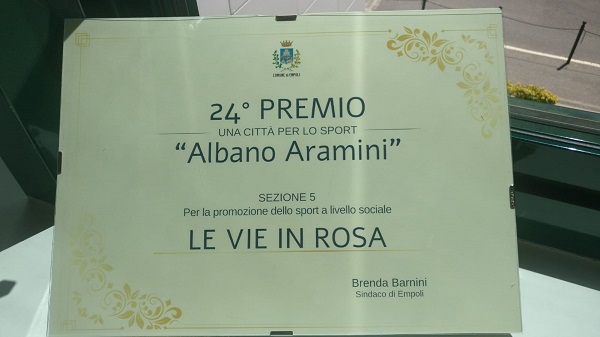 COMUNE DI EMPOLI
24° PREMIO
UNA CITTÀ PER LO SPORT
“Albano Aramini”
SEZIONE 5
Per la promozione dello sport a livello sociale
LE VIE IN ROSA
Brenda Barnini
Sindaco di Empoli